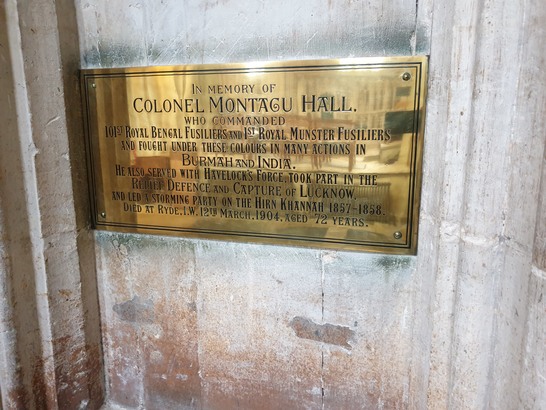 IN MEMORY OF
COLONEL MONTAGU HALL.
WHO COMMANDED
101ST ROYAL BENGAL FUSILIERS AND 1ST ROYAL MUNSTER FUSILIERS
AND FOUGHT UNDER THESE COLOURS IN MANY ACTIONS IN
BURMAH AND INDIA.
HE ALSO SERVED WITH HAVELOCK'S FORCE, TOOK PART IN THE
RELIEF DEFENCE AND CAPTURE OF LUCKNOW,
AND LED A STORMING PARTY ON THE HIRN KHANNAH 1857-1858.
DIED AT RYDE, I.W. 12TH MARCH, 1904, AGED 72 YEARS.